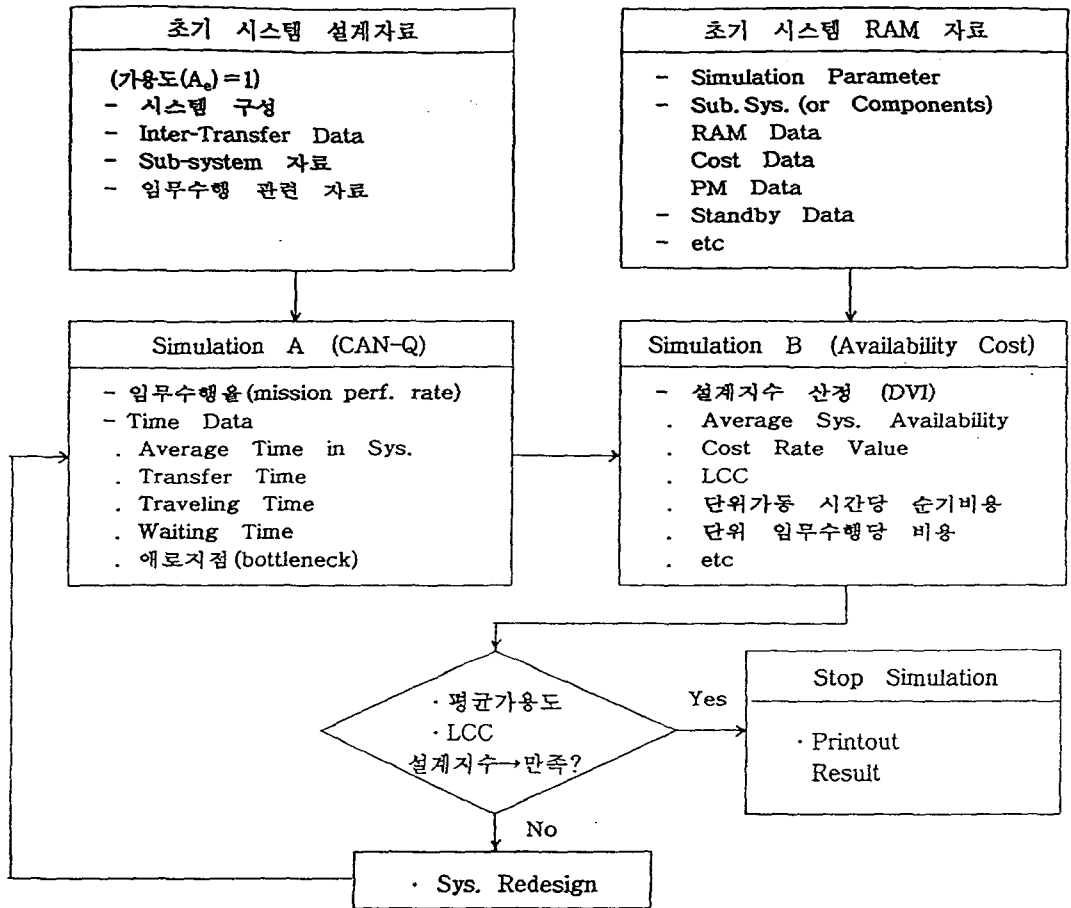 초기 시스템 설계자료
(가용도(Ae)=1)
- 시스템 구성
- Inter-Transfer Data
- Sub-system 자료
- 임무수행 관련 자료
초기 시스템 RAM 자료
- Simulation Parameter
- Sub.Sys.(or Components)
RAM Data
Cost Data
PM Data
- Standby Data
- etc
Simulation A (CAN-Q)
- 임무수행율(mission perf. rate)
- Time Data
. Average Time in Sys.
. Transfer Time
. Traveling Time
. Waiting Time
. 애로지점(bottleneck)
Simulation B (Availability Cost)
- 설계지수 산정 (DVI)
. Average Sys. Availability
. Cost Rate Value
. LCC
. 단위가동 시간당 순기비용
. 단위 임무수행당 비용
. etc
· 평균가용도
· LCC
설계지수→만족?
Yes
Stop Simulation
· Printout
Result
No
· Sys. Redesign